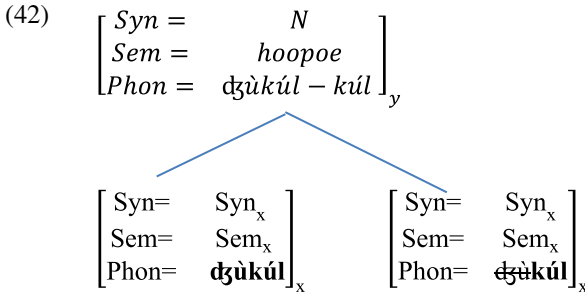 (42)
Syn = N
Sem = hoopoe
Phon = ʤùkúl – kúl y
Syn= Synx Syn= Synx
Sem= Semx Sem= Semx
Phon= ʤùkúl x Phon= ʤùkúl x